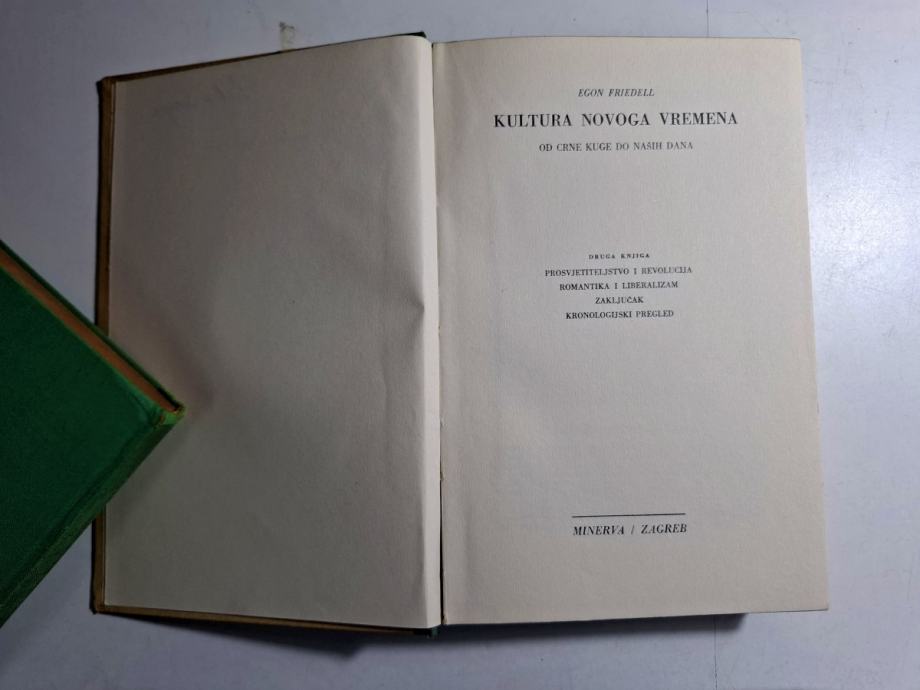 EGON FRIEDELL
KULTURA NOVOGA VREMENA
OD CRNE KUGE DO NAŠIH DANA
DRUGA KNJIGA
PROSVJETITELJSTVO I REVOLUCIJA
ROMANTIKA I LIBERALIZAM
ZAKLJUČAK
KRONOLOGIJSKI PREGLED
MINERVA / ZAGREB